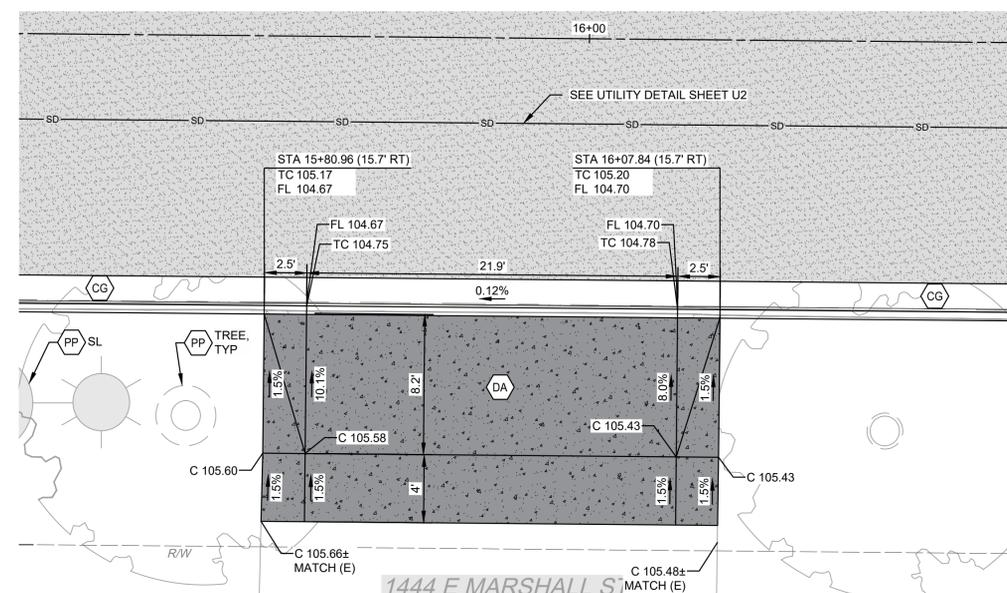 16+00
SEE UTILITY DETAIL SHEET U2
SD SD SD SD SD SD SD
STA 15+80.96 (15.7' RT)
TC 105.17
FL 104.67
STA 16+07.84 (15.7' RT)
TC 105.20
FL 104.70
FL 104.67
TC 104.75
FL 104.70
TC 104.78
2.5'
21.9'
2.5'
0.12%
CG
CG
PP SL
PP TREE,
TYP
1.5%
10.1%
8.2'
DA
8.0%
1.5%
C 105.58
C 105.43
C 105.60
C 105.43
1.5%
1.5%
4'
1.5%
1.5%
R/W
C 105.66±
MATCH (E)
C 105.48±
MATCH (E)
1444 E MARSHALL ST